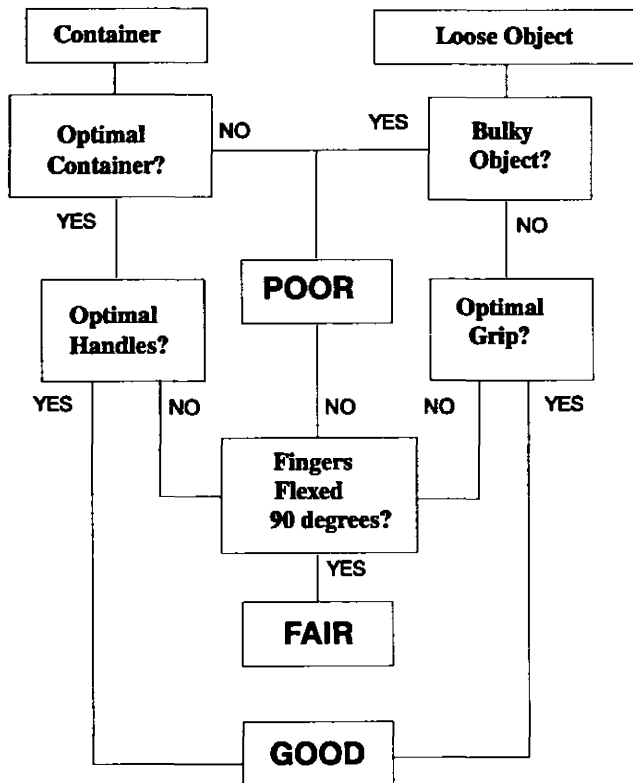 Container
Loose Object
Optimal
Container?
NO
YES
Bulky
Object?
YES
NO
Optimal
Handles?
POOR
Optimal
Grip?
YES
NO
NO
NO
YES
Fingers
Flexed
90 degrees?
YES
FAIR
GOOD